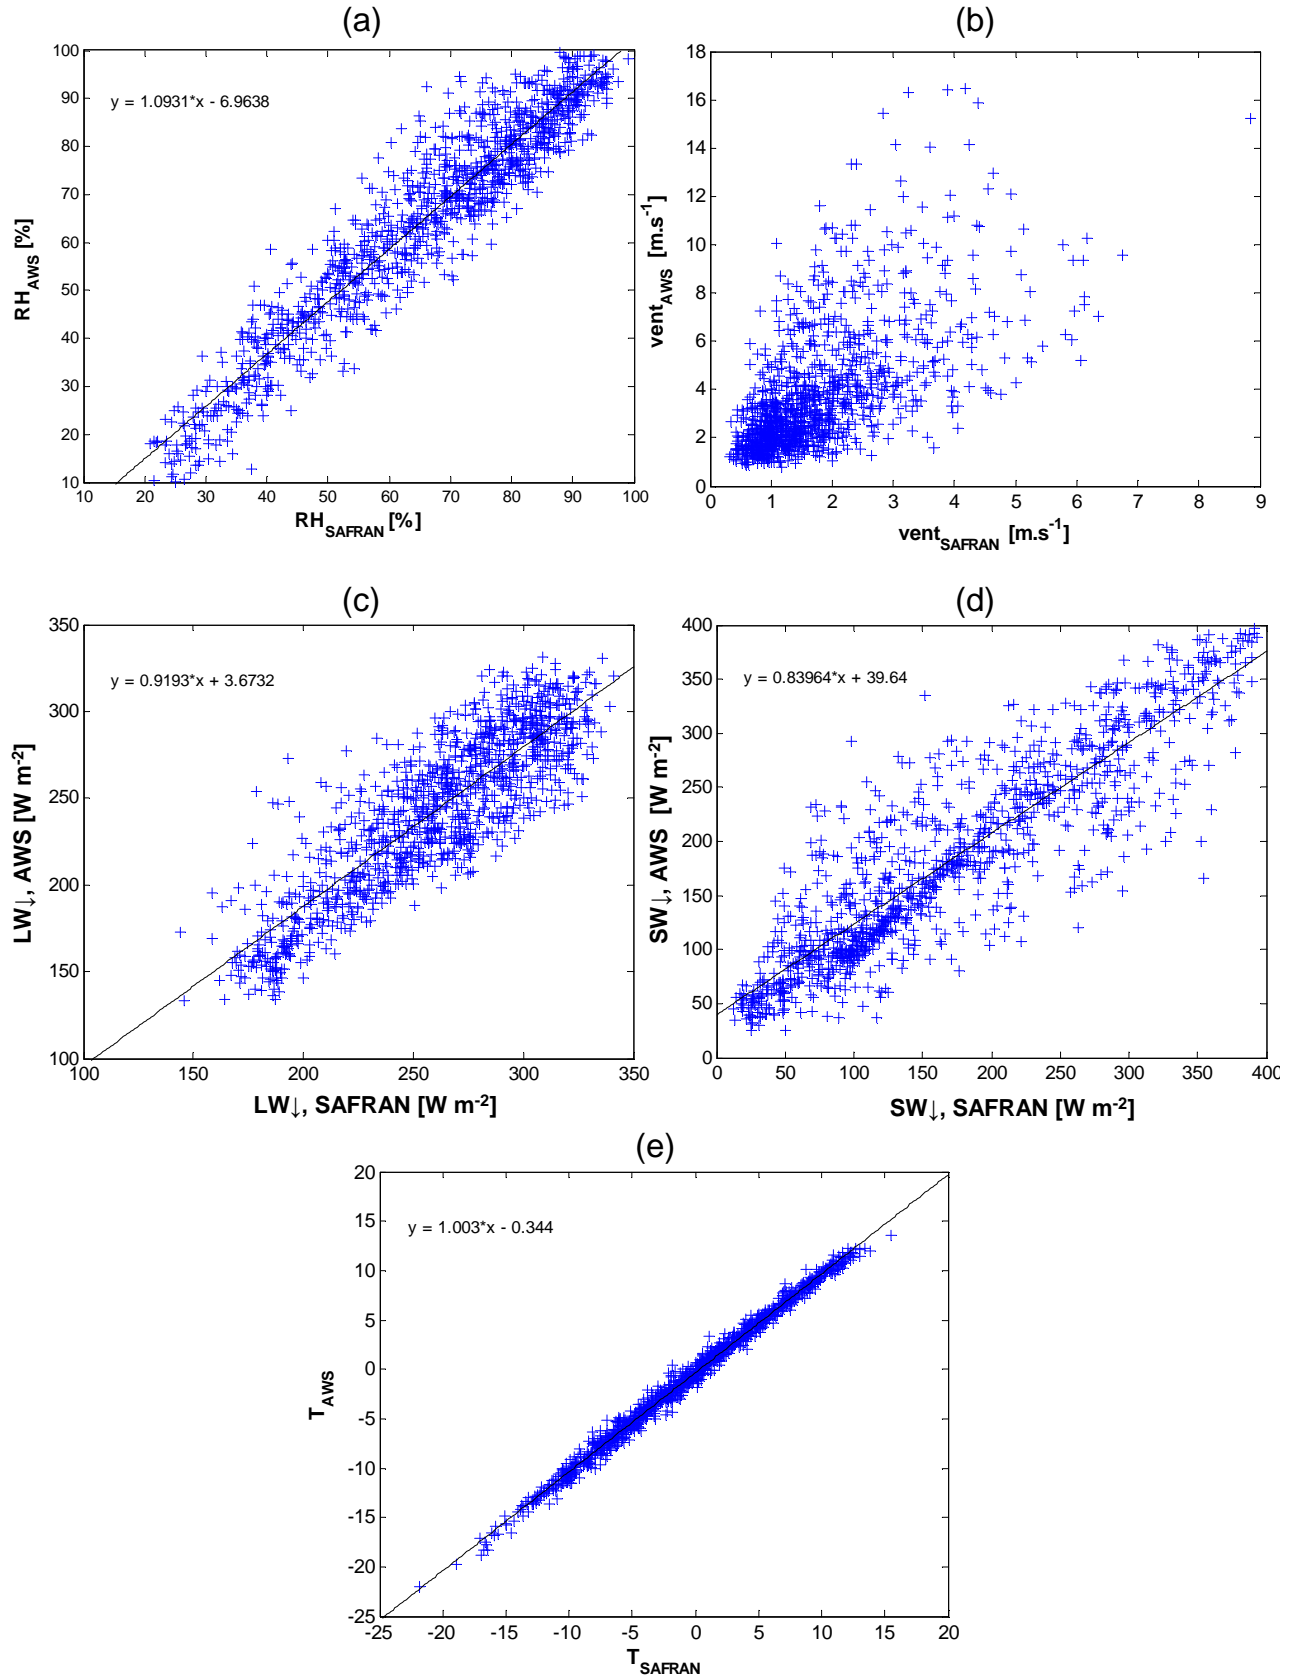 (a)
100
90
80
70
60
50
40
30
20
10
RH_AWS [%]
y = 1.0931*x - 6.9638
10 20 30 40 50 60 70 80 90 100
RH_SAFRAN [%]
(b)
18
16
14
12
10
8
6
4
2
0
vent_AWS [m.s^-1]
0 1 2 3 4 5 6 7 8 9
vent_SAFRAN [m.s^-1]
(c)
350
300
250
200
150
100
LW↓, AWS [W m^-2]
y = 0.9193*x + 3.6732
100 150 200 250 300 350
LW↓, SAFRAN [W m^-2]
(d)
400
350
300
250
200
150
100
50
0
SW↓, AWS [W m^-2]
y = 0.83964*x + 39.64
0 50 100 150 200 250 300 350 400
SW↓, SAFRAN [W m^-2]
(e)
20
15
10
5
0
-5
-10
-15
-20
-25
T_AWS
y = 1.003*x - 0.344
-25 -20 -15 -10 -5 0 5 10 15 20
T_SAFRAN